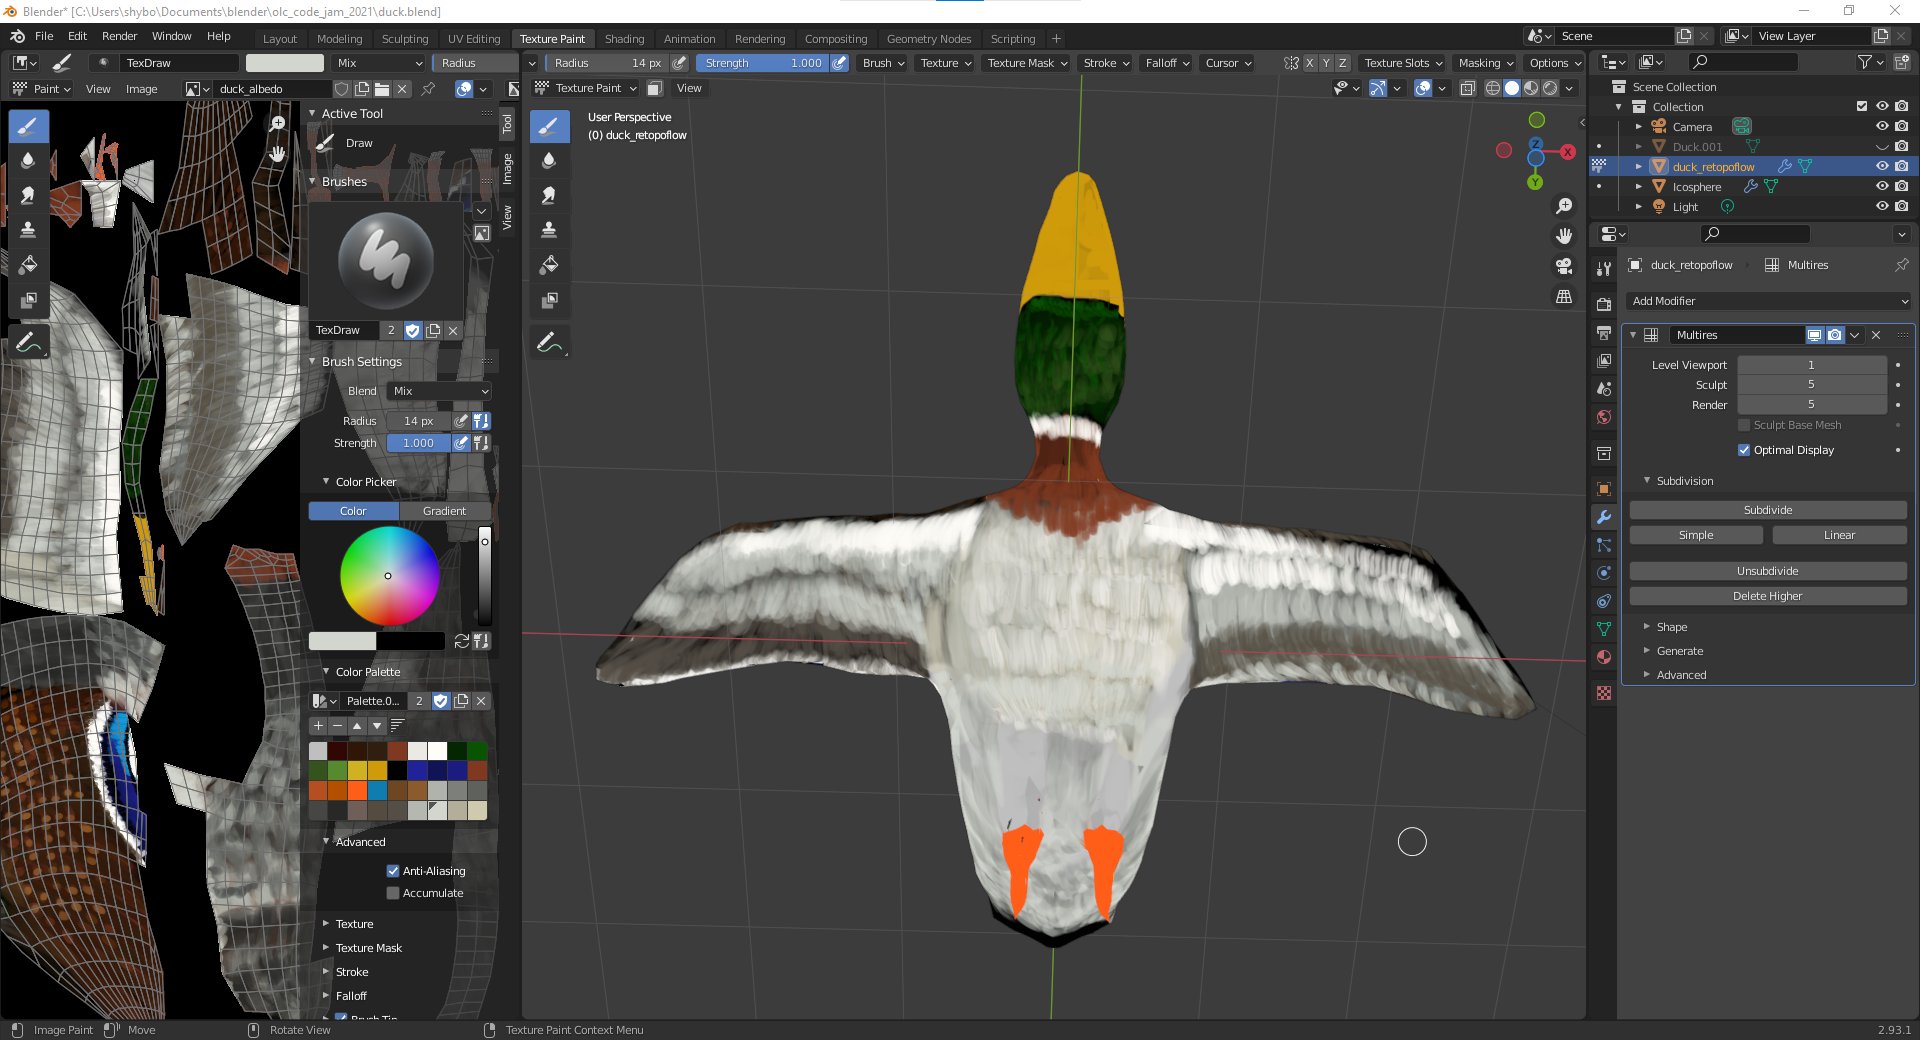 Blender* [C:\Users\shybo\Documents\blender\olc_code_jam_2021\duck.blend]
File Edit Render Window Help
Layout Modeling Sculpting UV Editing Texture Paint Shading Animation Rendering Compositing Geometry Nodes Scripting +
Scene View Layer
TexDraw Mix Radius
Radius 14 px Strength 1.000 Brush Texture Texture Mask Stroke Falloff Cursor X Y Z Texture Slots Masking Options
Paint View Image duck_albedo
Texture Paint View
User Perspective
(0) duck_retopoflow
Z
X
Y
Active Tool
Draw
Brushes
TexDraw 2
Brush Settings
Blend Mix
Radius 14 px
Strength 1.000
Color Picker
Color Gradient
Color Palette
Palette.0... 2
Advanced
Anti-Aliasing
Accumulate
Texture
Texture Mask
Stroke
Falloff
Brush Tip
Tool
Image
View
Scene Collection
Collection
Camera
Duck.001
duck_retopoflow
Icosphere
Light
duck_retopoflow Multires
Add Modifier
Multires
Level Viewport 1
Sculpt 5
Render 5
Sculpt Base Mesh
Optimal Display
Subdivision
Subdivide
Simple Linear
Unsubdivide
Delete Higher
Shape
Generate
Advanced
Image Paint Move Rotate View Texture Paint Context Menu 2.93.1